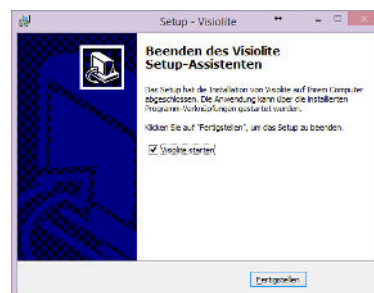 Setup - Visiolite
Beenden des Visiolite
Setup-Assistenten
Das Setup hat die Installation von Visiolite auf Ihrem Computer
abgeschlossen. Die Anwendung kann über die installierten
Programm-Verknüpfungen gestartet werden.
Klicken Sie auf "Fertigstellen", um das Setup zu beenden.
Visiolite starten
Fertigstellen